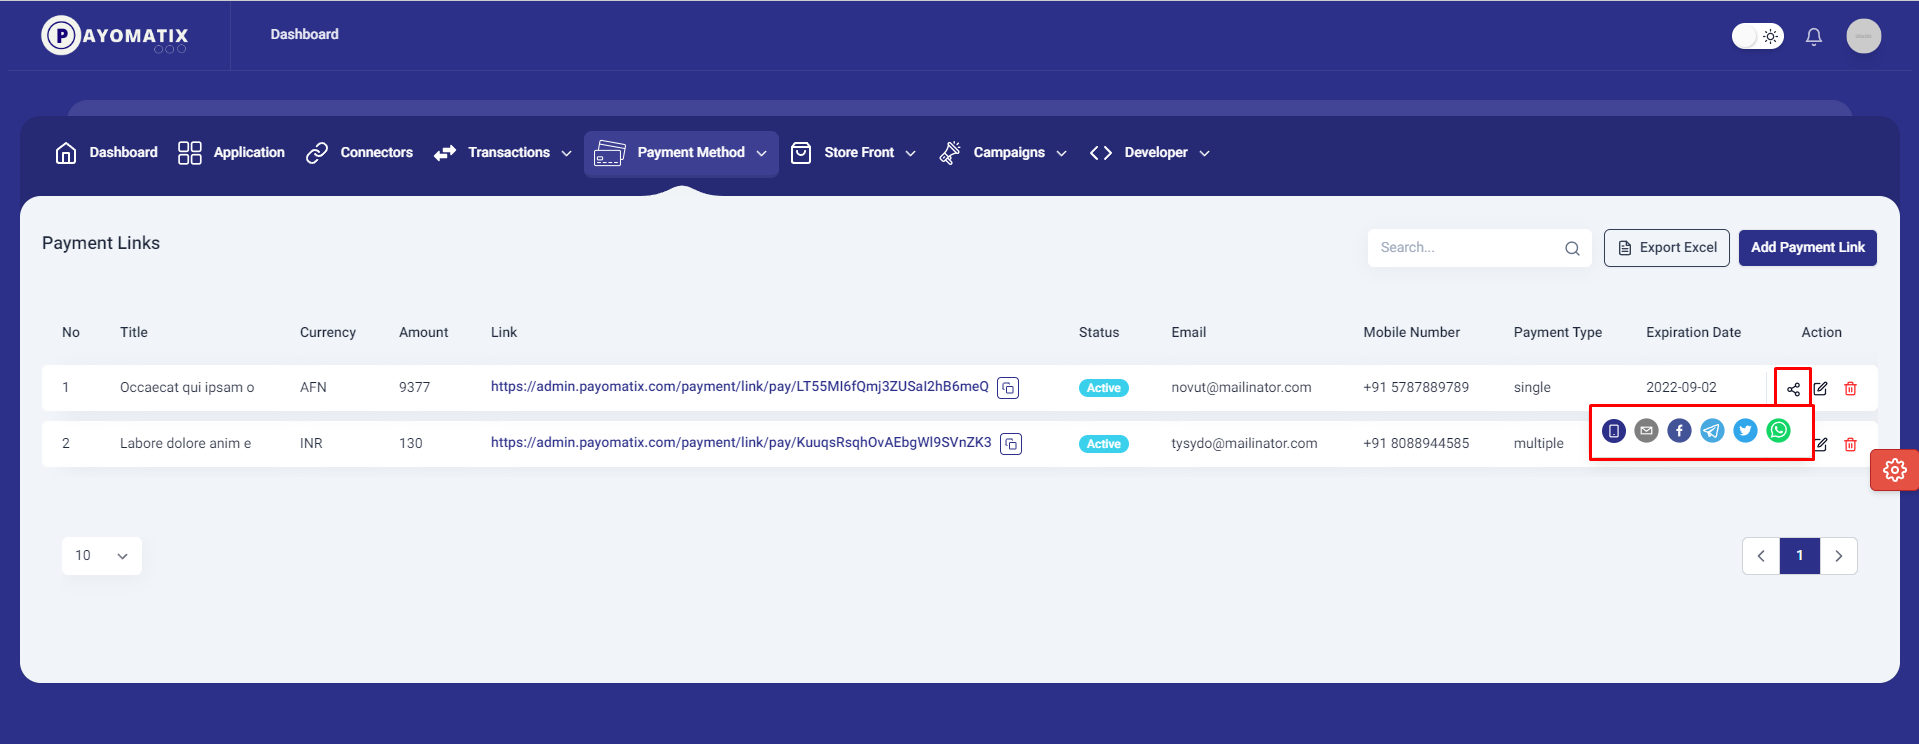 PAYOMATIX
Dashboard
Dashboard Application Connectors Transactions Payment Method Store Front Campaigns Developer
Payment Links
Search...
Export Excel
Add Payment Link
No Title Currency Amount Link Status Email Mobile Number Payment Type Expiration Date Action
1 Occaecat qui ipsam o AFN 9377 https://admin.payomatix.com/payment/link/pay/LT55MI6fQmj3ZUSaI2hB6meQ Active novut@mailinator.com +91 5787889789 single 2022-09-02
2 Labore dolore anim e INR 130 https://admin.payomatix.com/payment/link/pay/KuuqsRsqhOvAEbgWl9SVnZK3 Active tysydo@mailinator.com +91 8088944585 multiple
10
1